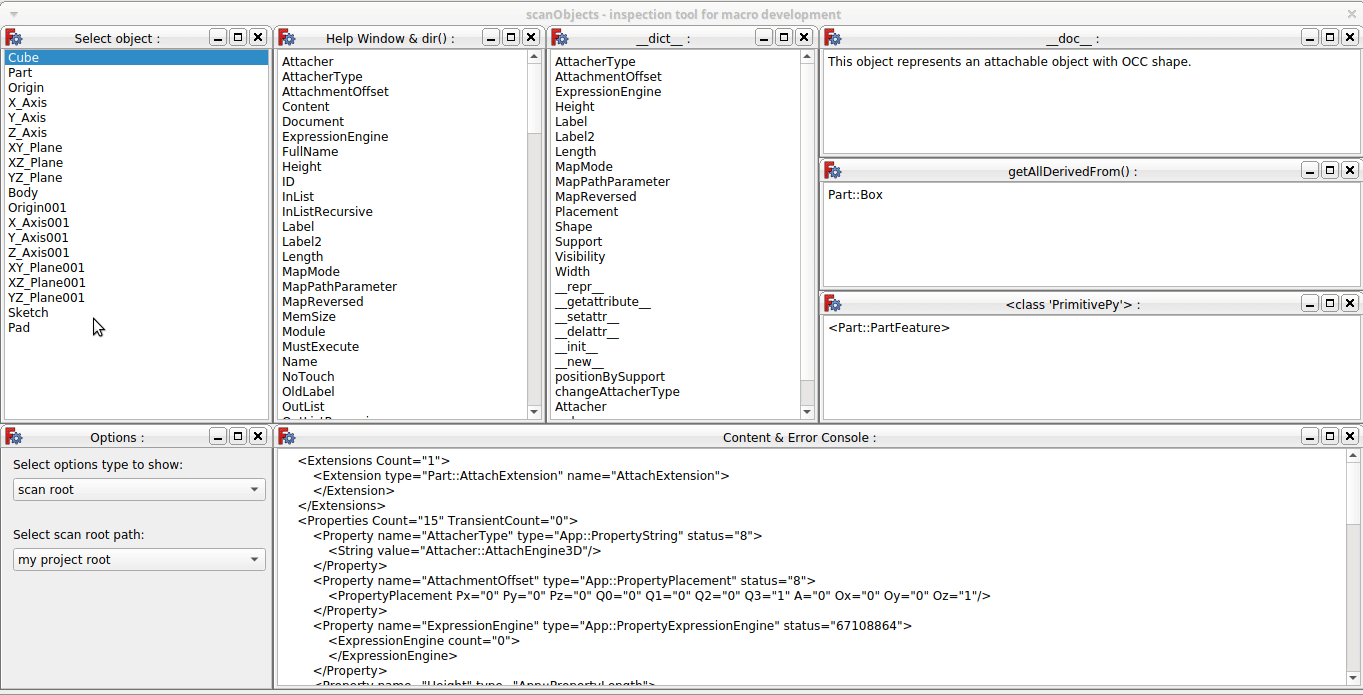 scanObjects - inspection tool for macro development
Select object :
Cube
Part
Origin
X_Axis
Y_Axis
Z_Axis
XY_Plane
XZ_Plane
YZ_Plane
Body
Origin001
X_Axis001
Y_Axis001
Z_Axis001
XY_Plane001
XZ_Plane001
YZ_Plane001
Sketch
Pad
Help Window & dir() :
Attacher
AttacherType
AttachmentOffset
Content
Document
ExpressionEngine
FullName
Height
ID
InList
InListRecursive
Label
Label2
Length
MapMode
MapPathParameter
MapReversed
MemSize
Module
MustExecute
Name
NoTouch
OldLabel
OutList
__dict__ :
AttacherType
AttachmentOffset
ExpressionEngine
Height
Label
Label2
Length
MapMode
MapPathParameter
MapReversed
Placement
Shape
Support
Visibility
Width
__repr__
__getattribute__
__setattr__
__delattr__
__init__
__new__
positionBySupport
changeAttacherType
Attacher
__doc__ :
This object represents an attachable object with OCC shape.
getAllDerivedFrom() :
Part::Box
<class 'PrimitivePy'> :
<Part::PartFeature>
Options :
Select options type to show:
scan root
Select scan root path:
my project root
Content & Error Console :
<Extensions Count="1">
<Extension type="Part::AttachExtension" name="AttachExtension">
</Extension>
</Extensions>
<Properties Count="15" TransientCount="0">
<Property name="AttacherType" type="App::PropertyString" status="8">
<String value="Attacher::AttachEngine3D"/>
</Property>
<Property name="AttachmentOffset" type="App::PropertyPlacement" status="8">
<PropertyPlacement Px="0" Py="0" Pz="0" Q0="0" Q1="0" Q2="0" Q3="1" A="0" Ox="0" Oy="0" Oz="1"/>
</Property>
<Property name="ExpressionEngine" type="App::PropertyExpressionEngine" status="67108864">
<ExpressionEngine count="0">
</ExpressionEngine>
</Property>
<Property name="Height" type="App::PropertyLength">